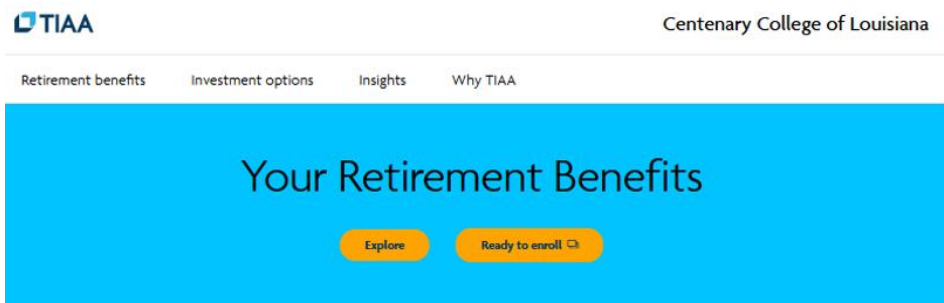 TIAA
Centenary College of Louisiana
Retirement benefits Investment options Insights Why TIAA
Your Retirement Benefits
Explore Ready to enroll